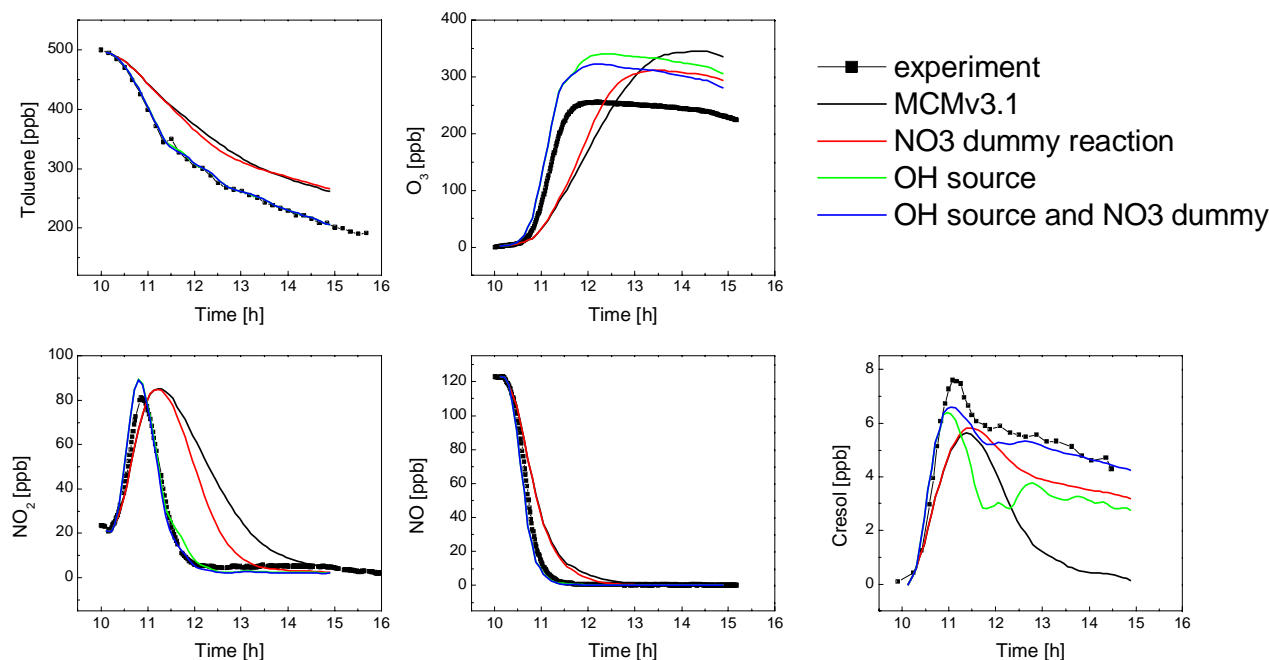 500
400
300
200
Toluene [ppb]
10 11 12 13 14 15 16
Time [h]
400
300
200
100
0
O3 [ppb]
10 11 12 13 14 15 16
Time [h]
experiment
MCMv3.1
NO3 dummy reaction
OH source
OH source and NO3 dummy
100
80
60
40
20
0
NO2 [ppb]
10 11 12 13 14 15 16
Time [h]
120
100
80
60
40
20
0
NO [ppb]
10 11 12 13 14 15 16
Time [h]
8
6
4
2
0
Cresol [ppb]
10 11 12 13 14 15 16
Time [h]